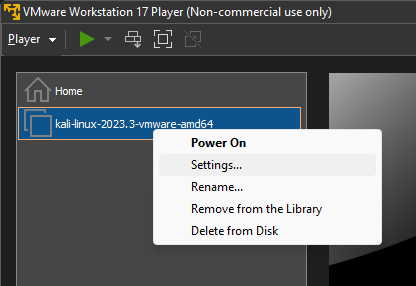 VMware Workstation 17 Player (Non-commercial use only)
Player
Home
kali-linux-2023.3-vmware-amd64
Power On
Settings...
Rename...
Remove from the Library
Delete from Disk